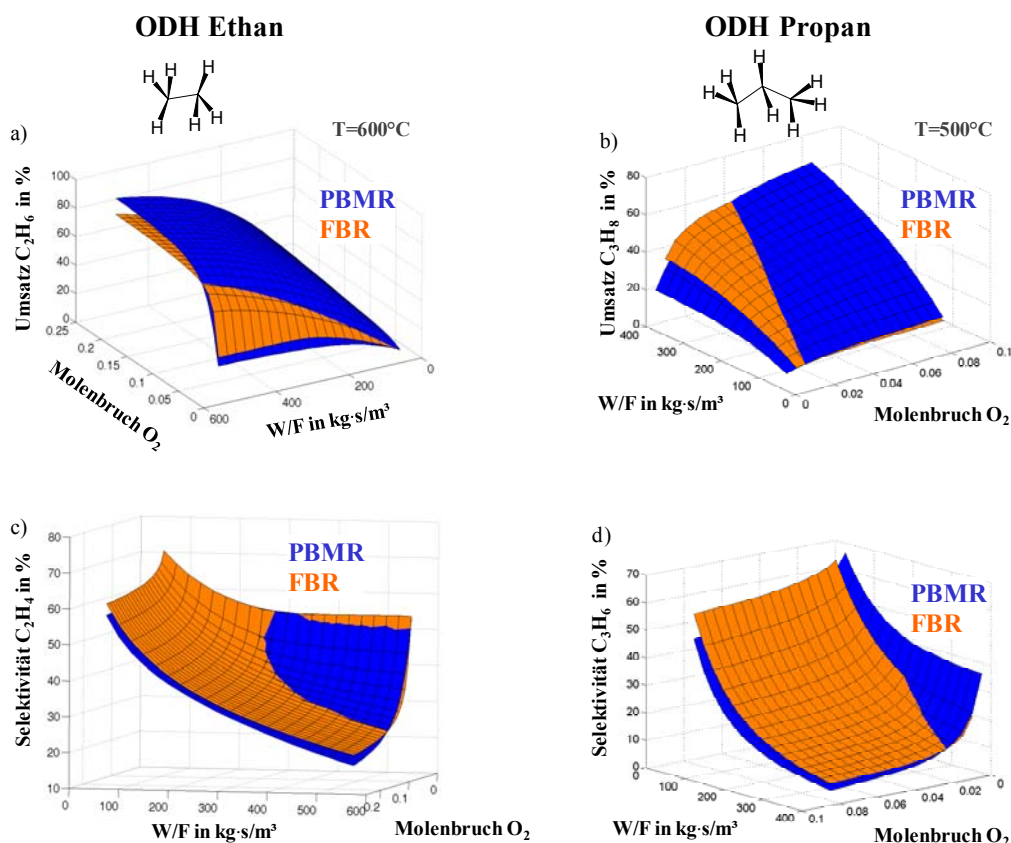 ODH Ethan
ODH Propan
H H H
H H H
H H H H
H H H H
a)
T=600°C
b)
T=500°C
Umsatz C₂H₆ in %
100
80
60
40
20
0
PBMR
FBR
0.25
0.2
0.15
0.1
0.05
0
Molenbruch O₂
600
400
200
0
W/F in kg·s/m³
Umsatz C₃H₈ in %
80
60
40
20
0
PBMR
FBR
400
300
200
100
0
W/F in kg·s/m³
0
0.02
0.04
0.06
0.08
0.1
Molenbruch O₂
c)
Selektivität C₂H₄ in %
80
70
60
50
40
30
20
10
PBMR
FBR
0
100
200
300
400
500
600
W/F in kg·s/m³
0.2
0.1
0
Molenbruch O₂
d)
Selektivität C₃H₆ in %
70
60
50
40
30
20
10
0
PBMR
FBR
0
100
200
300
400
W/F in kg·s/m³
0.1
0.08
0.06
0.04
0.02
0
Molenbruch O₂